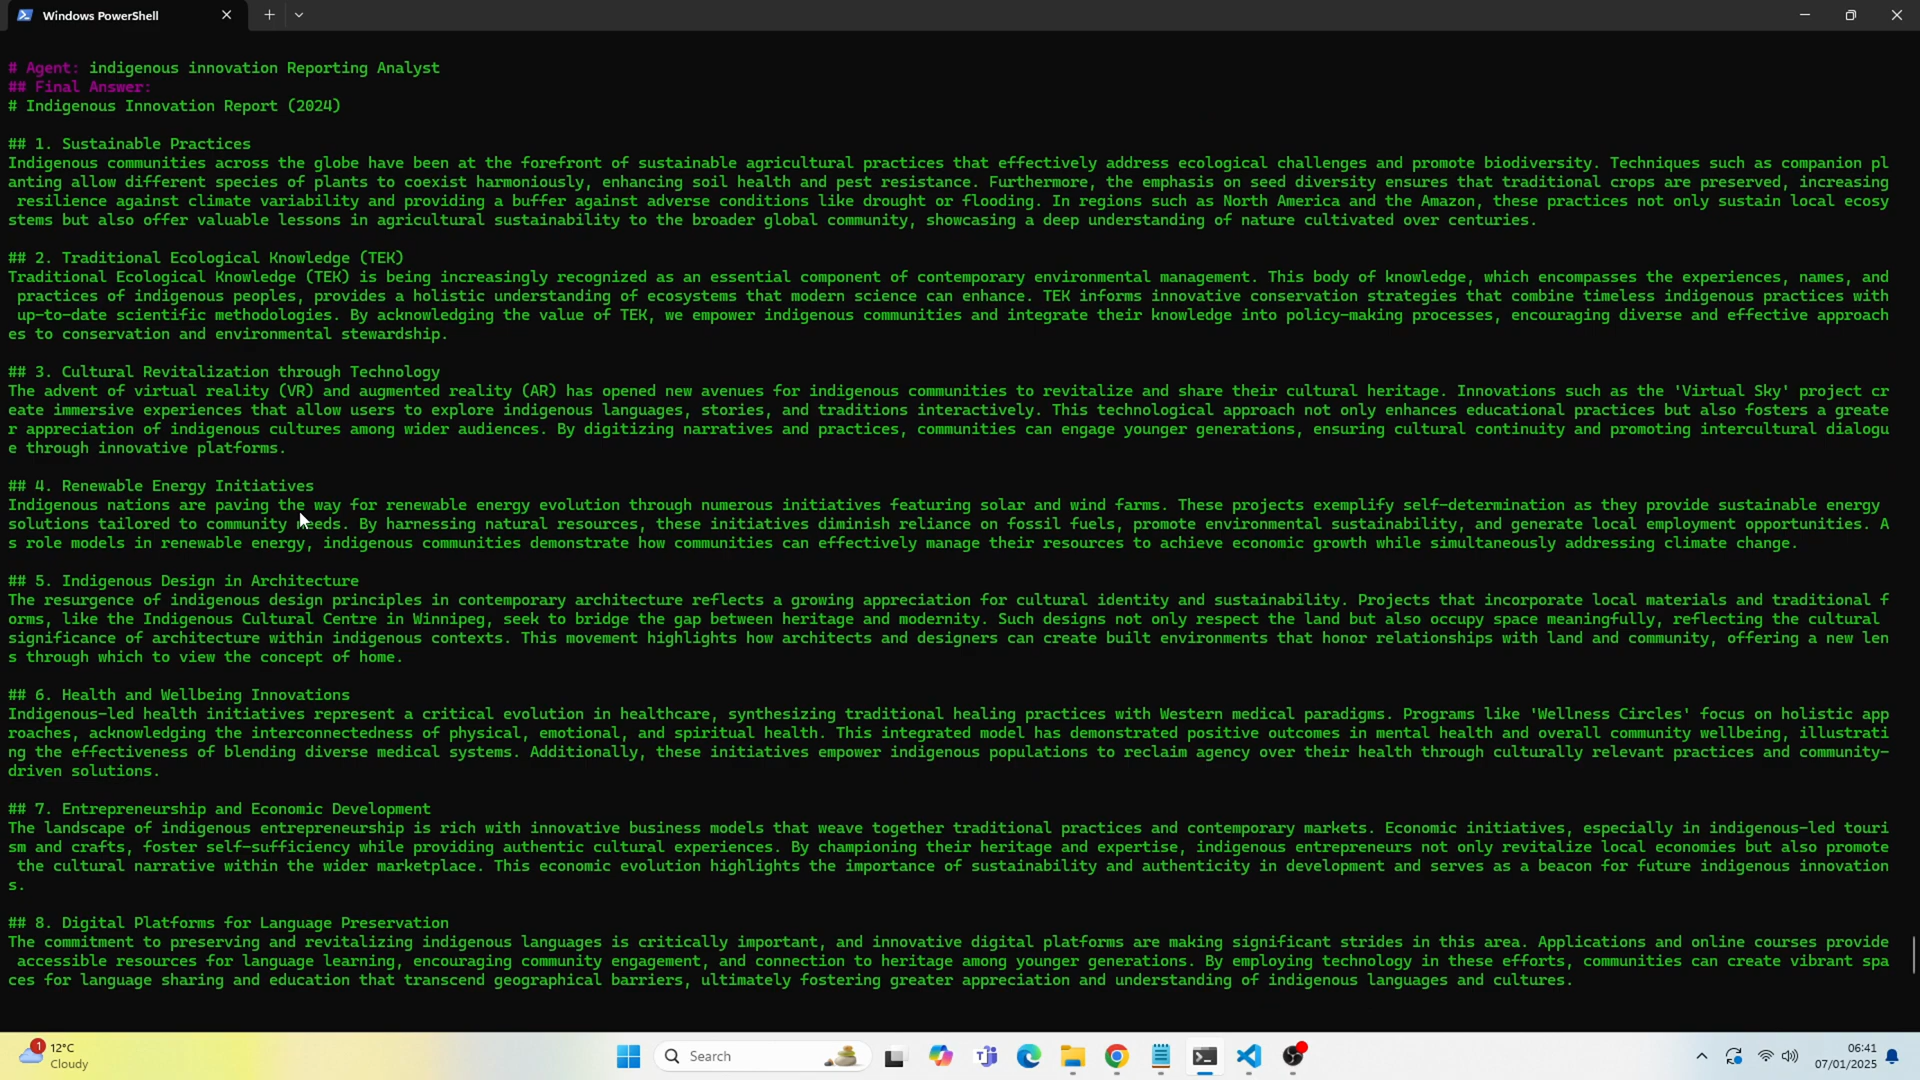 Windows PowerShell
# Agent: indigenous innovation Reporting Analyst
## Final Answer:
# Indigenous Innovation Report (2024)
## 1. Sustainable Practices
Indigenous communities across the globe have been at the forefront of sustainable agricultural practices that effectively address ecological challenges and promote biodiversity. Techniques such as companion pl
anting allow different species of plants to coexist harmoniously, enhancing soil health and pest resistance. Furthermore, the emphasis on seed diversity ensures that traditional crops are preserved, increasing
resilience against climate variability and providing a buffer against adverse conditions like drought or flooding. In regions such as North America and the Amazon, these practices not only sustain local ecosy
stems but also offer valuable lessons in agricultural sustainability to the broader global community, showcasing a deep understanding of nature cultivated over centuries.
## 2. Traditional Ecological Knowledge (TEK)
Traditional Ecological Knowledge (TEK) is being increasingly recognized as an essential component of contemporary environmental management. This body of knowledge, which encompasses the experiences, names, and
practices of indigenous peoples, provides a holistic understanding of ecosystems that modern science can enhance. TEK informs innovative conservation strategies that combine timeless indigenous practices with
up-to-date scientific methodologies. By acknowledging the value of TEK, we empower indigenous communities and integrate their knowledge into policy-making processes, encouraging diverse and effective approach
es to conservation and environmental stewardship.
## 3. Cultural Revitalization through Technology
The advent of virtual reality (VR) and augmented reality (AR) has opened new avenues for indigenous communities to revitalize and share their cultural heritage. Innovations such as the 'Virtual Sky' project cr
eate immersive experiences that allow users to explore indigenous languages, stories, and traditions interactively. This technological approach not only enhances educational practices but also fosters a greate
r appreciation of indigenous cultures among wider audiences. By digitizing narratives and practices, communities can engage younger generations, ensuring cultural continuity and promoting intercultural dialogu
e through innovative platforms.
## 4. Renewable Energy Initiatives
Indigenous nations are paving the way for renewable energy evolution through numerous initiatives featuring solar and wind farms. These projects exemplify self-determination as they provide sustainable energy
solutions tailored to community needs. By harnessing natural resources, these initiatives diminish reliance on fossil fuels, promote environmental sustainability, and generate local employment opportunities. A
s role models in renewable energy, indigenous communities demonstrate how communities can effectively manage their resources to achieve economic growth while simultaneously addressing climate change.
## 5. Indigenous Design in Architecture
The resurgence of indigenous design principles in contemporary architecture reflects a growing appreciation for cultural identity and sustainability. Projects that incorporate local materials and traditional f
orms, like the Indigenous Cultural Centre in Winnipeg, seek to bridge the gap between heritage and modernity. Such designs not only respect the land but also occupy space meaningfully, reflecting the cultural
significance of architecture within indigenous contexts. This movement highlights how architects and designers can create built environments that honor relationships with land and community, offering a new len
s through which to view the concept of home.
## 6. Health and Wellbeing Innovations
Indigenous-led health initiatives represent a critical evolution in healthcare, synthesizing traditional healing practices with Western medical paradigms. Programs like 'Wellness Circles' focus on holistic app
roaches, acknowledging the interconnectedness of physical, emotional, and spiritual health. This integrated model has demonstrated positive outcomes in mental health and overall community wellbeing, illustrati
ng the effectiveness of blending diverse medical systems. Additionally, these initiatives empower indigenous populations to reclaim agency over their health through culturally relevant practices and community-
driven solutions.
## 7. Entrepreneurship and Economic Development
The landscape of indigenous entrepreneurship is rich with innovative business models that weave together traditional practices and contemporary markets. Economic initiatives, especially in indigenous-led touri
sm and crafts, foster self-sufficiency while providing authentic cultural experiences. By championing their heritage and expertise, indigenous entrepreneurs not only revitalize local economies but also promote
the cultural narrative within the wider marketplace. This economic evolution highlights the importance of sustainability and authenticity in development and serves as a beacon for future indigenous innovation
s.
## 8. Digital Platforms for Language Preservation
The commitment to preserving and revitalizing indigenous languages is critically important, and innovative digital platforms are making significant strides in this area. Applications and online courses provide
accessible resources for language learning, encouraging community engagement, and connection to heritage among younger generations. By employing technology in these efforts, communities can create vibrant spa
ces for language sharing and education that transcend geographical barriers, ultimately fostering greater appreciation and understanding of indigenous languages and cultures.
1
12°C
Cloudy
Search
06:41
07/01/2025